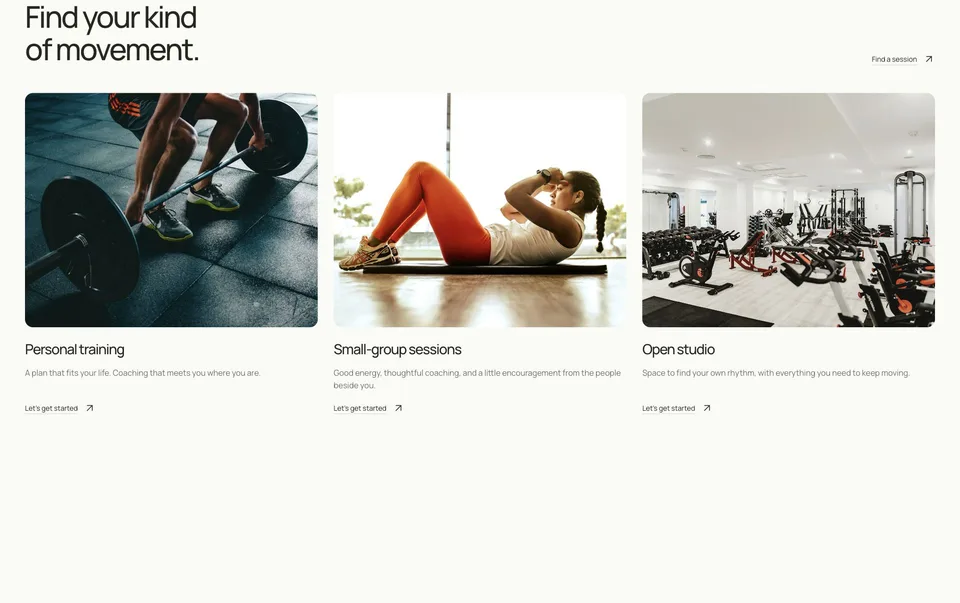 Find your kind
of movement.
Find a session
Personal training
A plan that fits your life. Coaching that meets you where you are.
Let's get started
Small-group sessions
Good energy, thoughtful coaching, and a little encouragement from the people
beside you.
Let's get started
Open studio
Space to find your own rhythm, with everything you need to keep moving.
Let's get started